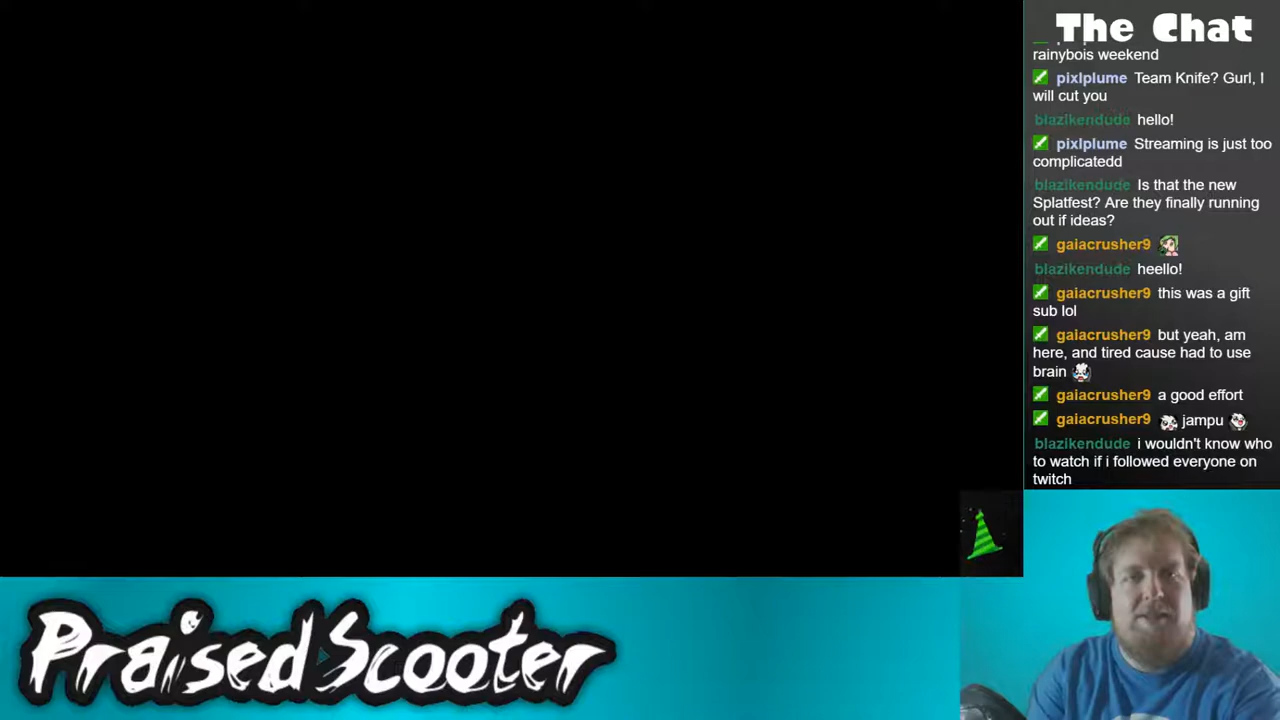 The Chat
rainybois weekend
pixlplume Team Knife? Gurl, I
will cut you
blazikendude hello!
pixlplume Streaming is just too
complicatedd
blazikendude Is that the new
Splatfest? Are they finally running
out if ideas?
gaiacrusher9
blazikendude heello!
gaiacrusher9 this was a gift
sub lol
gaiacrusher9 but yeah, am
here, and tired cause had to use
brain
gaiacrusher9 a good effort
gaiacrusher9 jampu
blazikendude i wouldn't know who
to watch if i followed everyone on
twitch
PraisedScooter